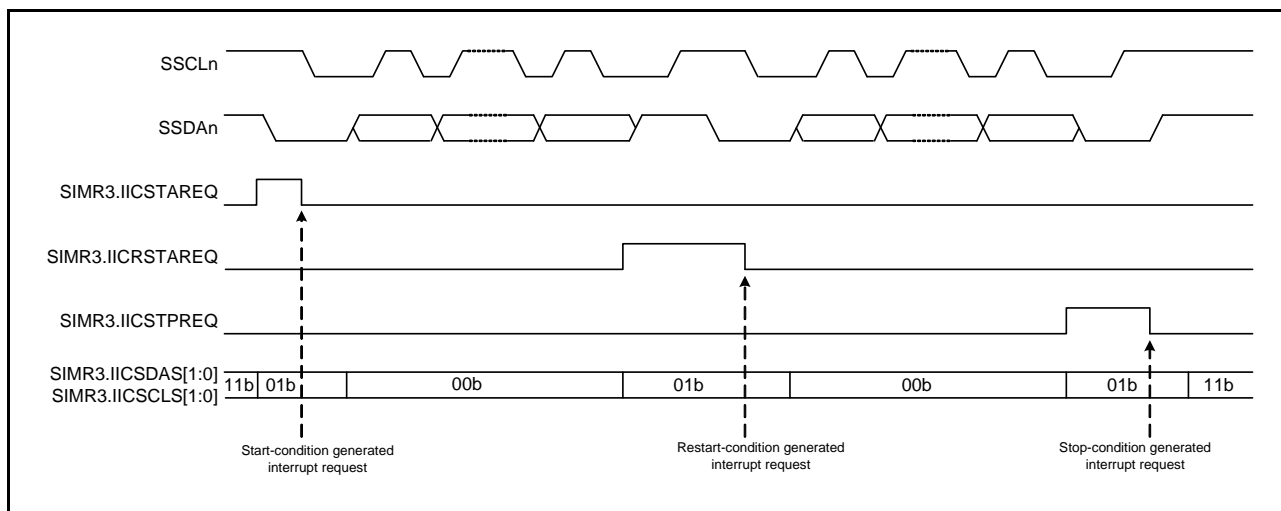 SSCLn
SSDAn
SIMR3.IICSTAREQ
SIMR3.IICRSTAREQ
SIMR3.IICSTPREQ
SIMR3.IICSDAS[1:0]
SIMR3.IICSCLS[1:0]
11b 01b 00b 01b 00b 01b 11b
Start-condition generated
interrupt request
Restart-condition generated
interrupt request
Stop-condition generated
interrupt request